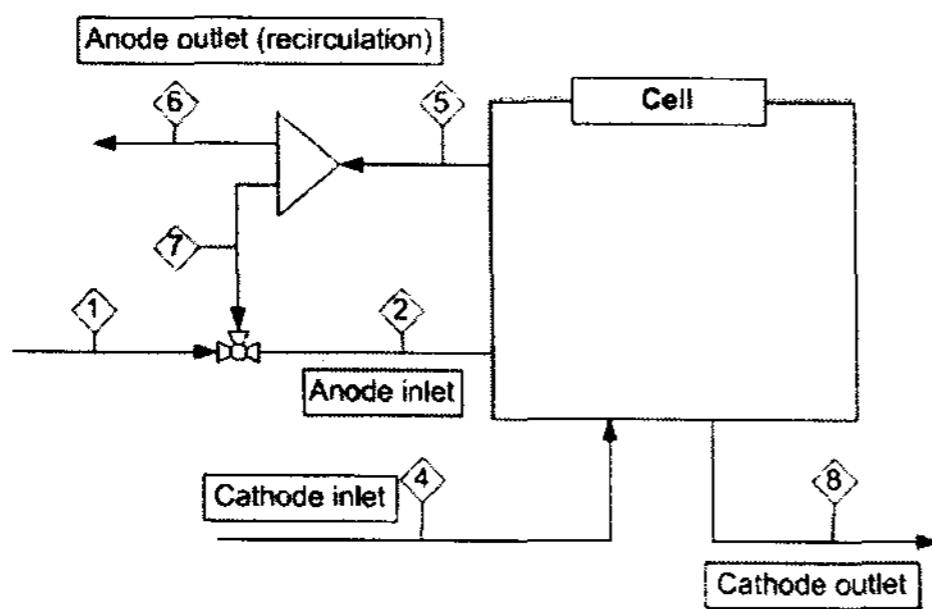 Anode outlet (recirculation)
6
5
Cell
7
1
2
Anode inlet
4
Cathode inlet
8
Cathode outlet